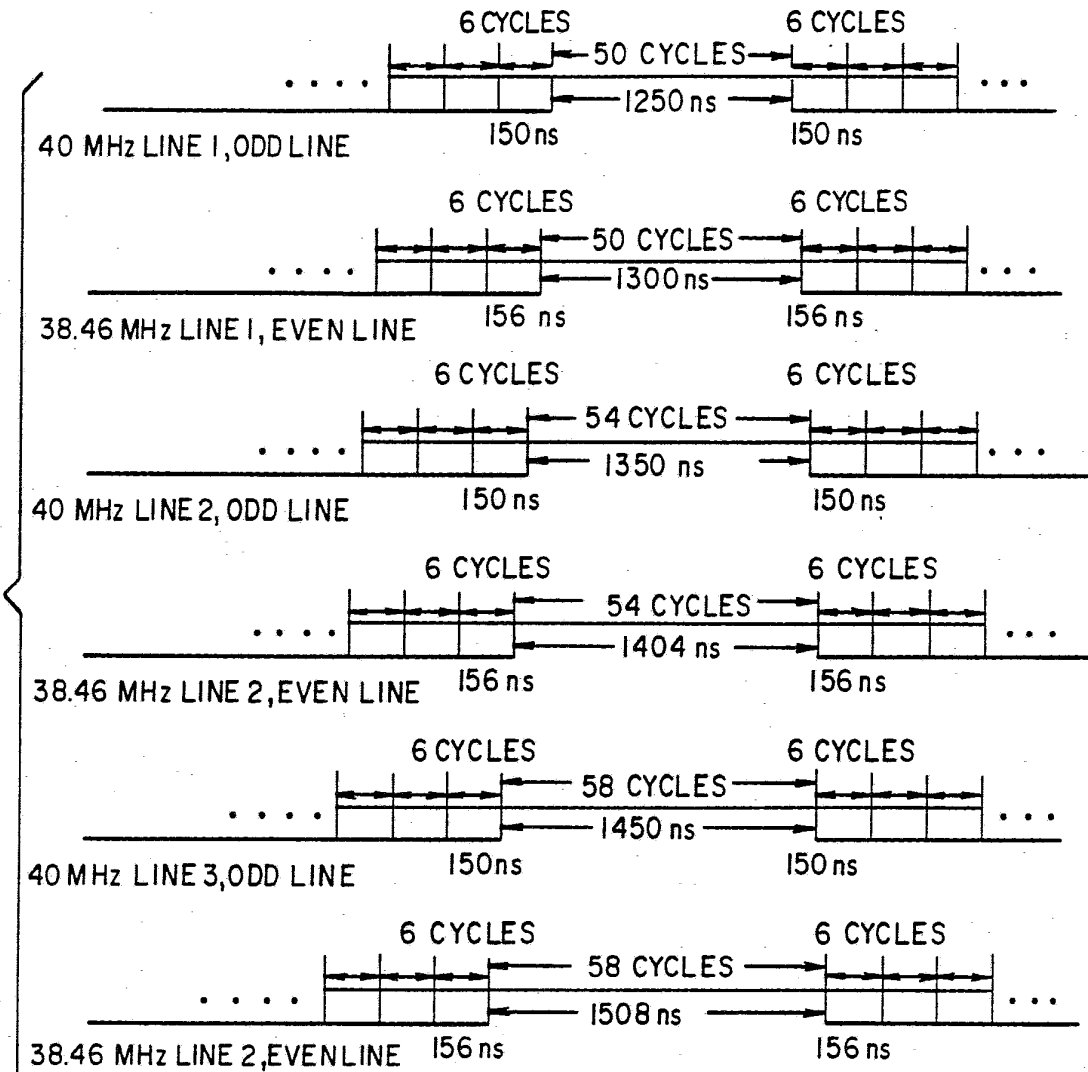 6 CYCLES 6 CYCLES
50 CYCLES
1250 ns
150 ns 150 ns
40 MHz LINE 1, ODD LINE
6 CYCLES 6 CYCLES
50 CYCLES
1300 ns
156 ns 156 ns
38.46 MHz LINE 1, EVEN LINE
6 CYCLES 6 CYCLES
54 CYCLES
1350 ns
150 ns 150 ns
40 MHz LINE 2, ODD LINE
6 CYCLES 6 CYCLES
54 CYCLES
1404 ns
156 ns 156 ns
38.46 MHz LINE 2, EVEN LINE
6 CYCLES 6 CYCLES
58 CYCLES
1450 ns
150 ns 150 ns
40 MHz LINE 3, ODD LINE
6 CYCLES 6 CYCLES
58 CYCLES
1508 ns
156 ns 156 ns
38.46 MHz LINE 2, EVEN LINE